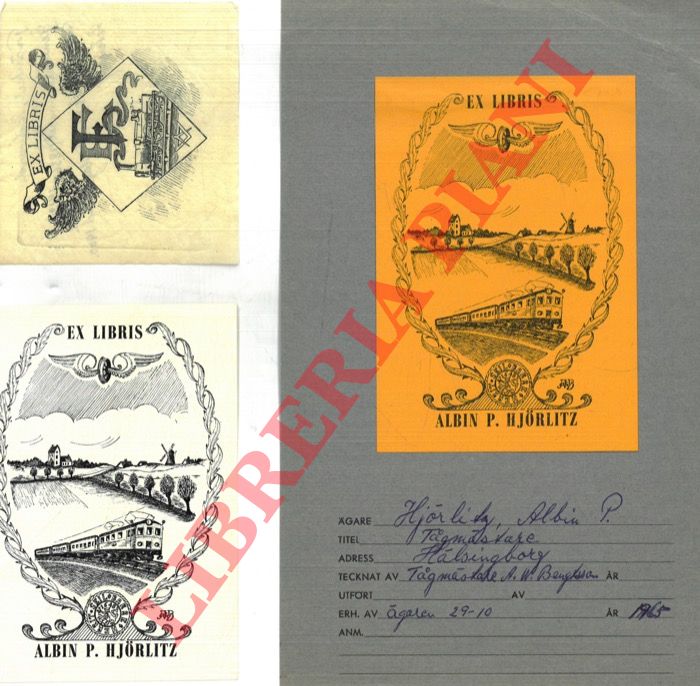 EX LIBRIS
EX LIBRIS
ALBIN P. HJÖRLITZ
EX LIBRIS
ALBIN P. HJÖRLITZ
ÄGARE Hjörlitz, Albin P.
TITEL Tågmästare
ADRESS Hälsingborg
TECKNAT AV Tågmästare A. W. Bengtsson ÅR
UTFÖRT AV
ERH. AV ägaren 29-10 ÅR 1965
ANM.
LIBRERIA PIANI